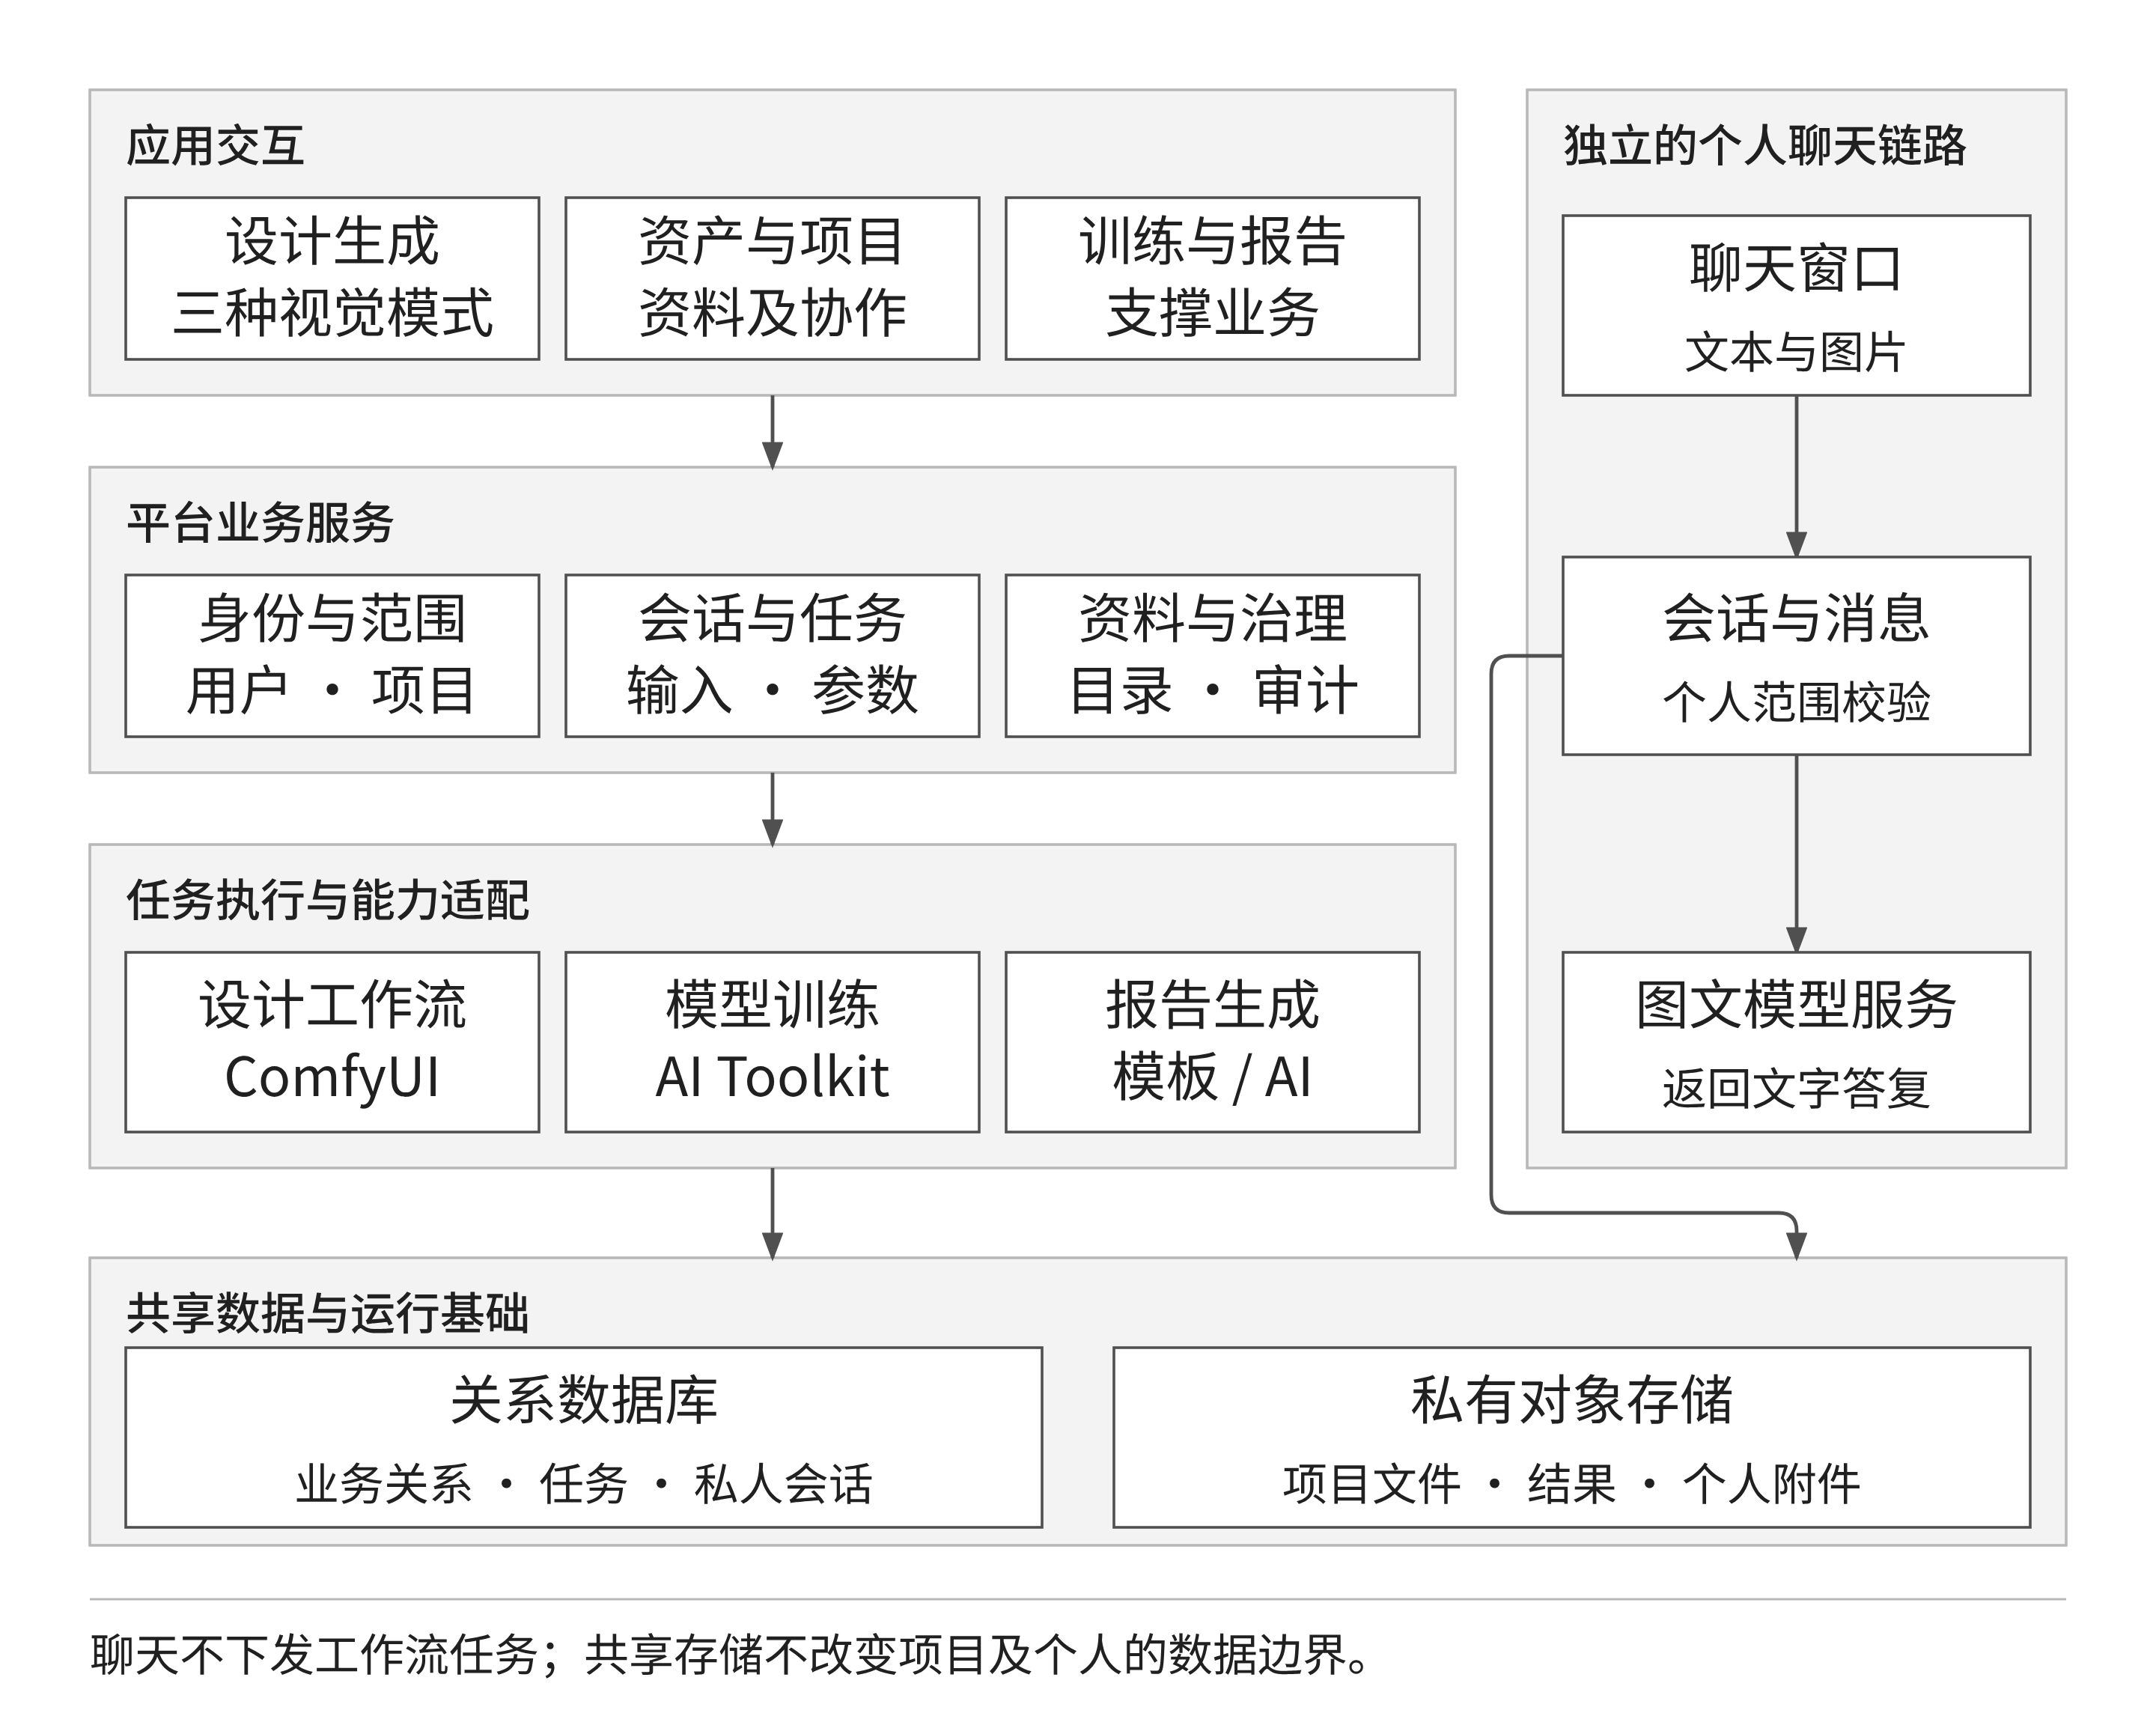 应用交互
设计生成
三种视觉模式
资产与项目
资料及协作
训练与报告
支撑业务
平台业务服务
身份与范围
用户 · 项目
会话与任务
输入 · 参数
资料与治理
目录 · 审计
任务执行与能力适配
设计工作流
ComfyUI
模型训练
AI Toolkit
报告生成
模板 / AI
独立的个人聊天链路
聊天窗口
文本与图片
会话与消息
个人范围校验
图文模型服务
返回文字答复
共享数据与运行基础
关系数据库
业务关系 · 任务 · 私人会话
私有对象存储
项目文件 · 结果 · 个人附件
聊天不下发工作流任务；共享存储不改变项目及个人的数据边界。